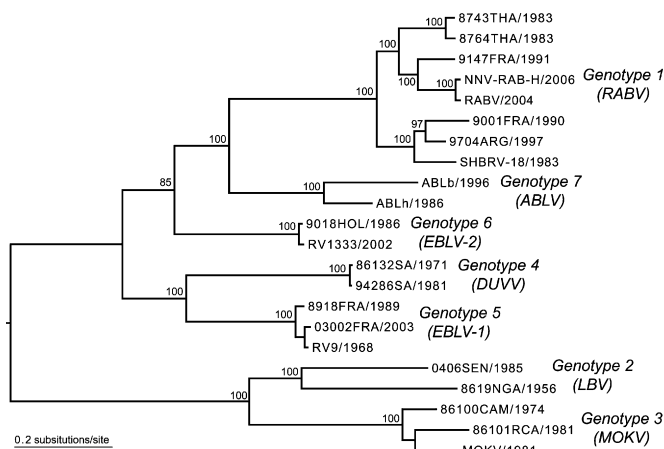 100
8743THA/1983
8764THA/1983
100
9147FRA/1991
100
NNV-RAB-H/2006
100
RABV/2004
Genotype 1
(RABV)
100
97
9001FRA/1990
9704ARG/1997
100
SHBRV-18/1983
100
100
ABLb/1996
ABLh/1986
Genotype 7
(ABLV)
85
100
9018HOL/1986
RV1333/2002
Genotype 6
(EBLV-2)
100
86132SA/1971
94286SA/1981
Genotype 4
(DUVV)
100
100
8918FRA/1989
03002FRA/2003
RV9/1968
Genotype 5
(EBLV-1)
100
0406SEN/1985
8619NGA/1956
Genotype 2
(LBV)
100
100
86100CAM/1974
86101RCA/1981
Genotype 3
(MOKV)
MOKV/1981
0.2 subsitutions/site